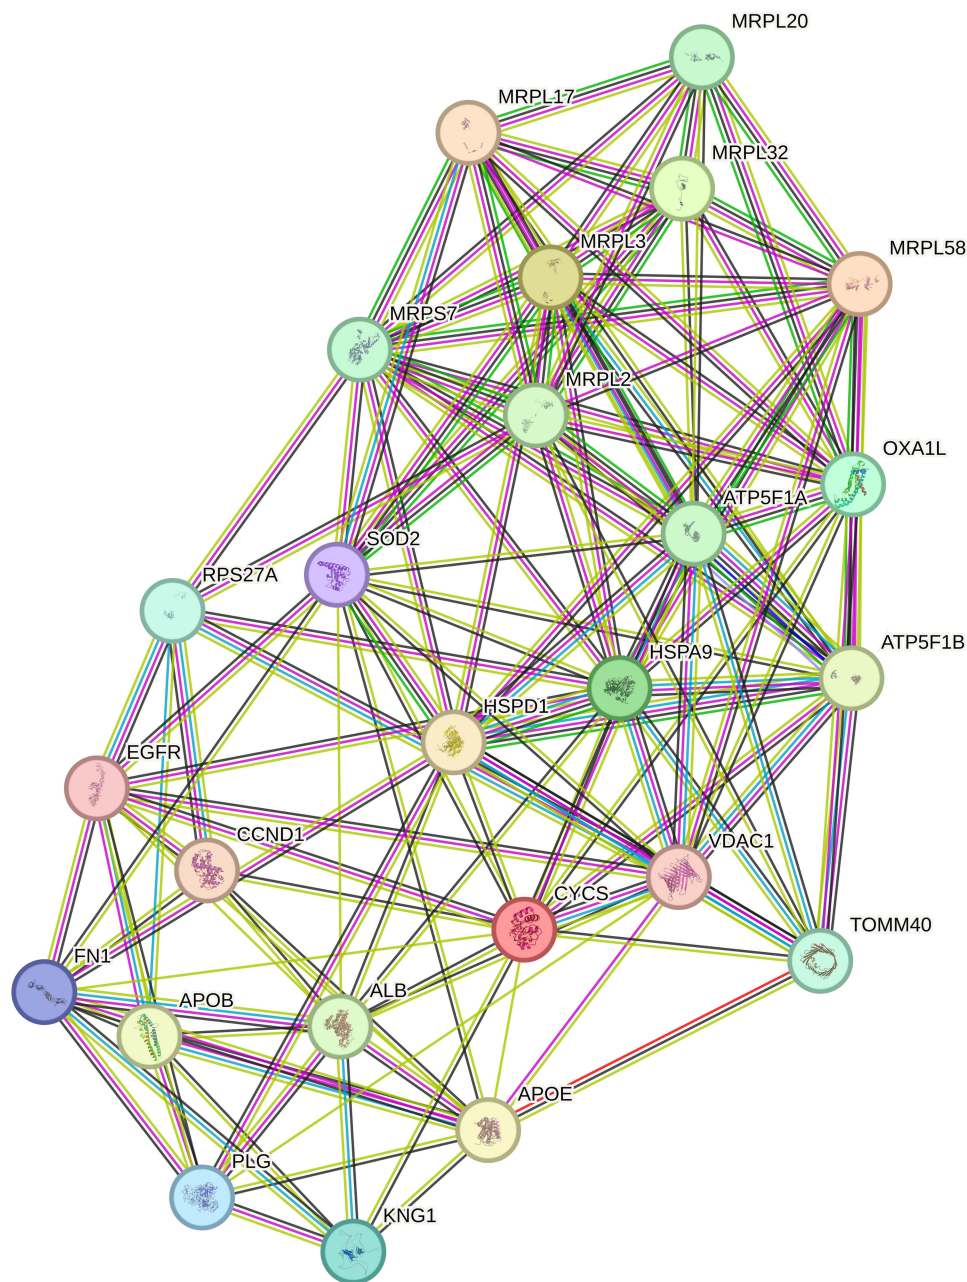 MRPL20
MRPL17
MRPL32
MRPL3
MRPL58
MRPS7
MRPL2
OXA1L
ATP5F1A
SOD2
RPS27A
ATP5F1B
HSPA9
HSPD1
EGFR
CCND1
VDAC1
CYCS
TOMM40
FN1
ALB
APOB
APOE
PLG
KNG1